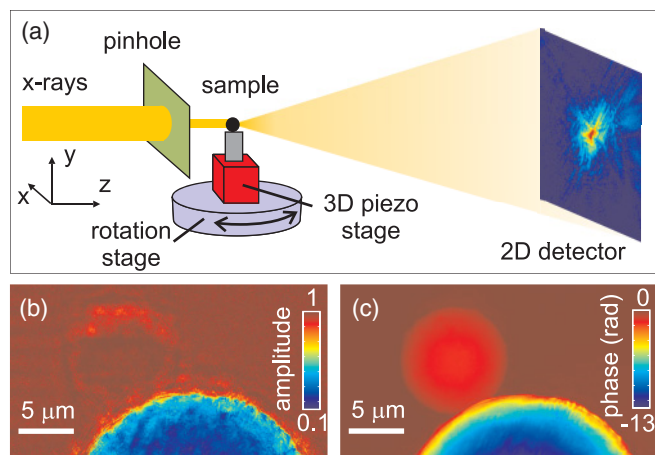 (a)
pinhole
x-rays
sample
y
x
z
rotation
stage
3D piezo
stage
2D detector
(b)
1
amplitude
0.1
5 μm
(c)
0
phase (rad)
-13
5 μm